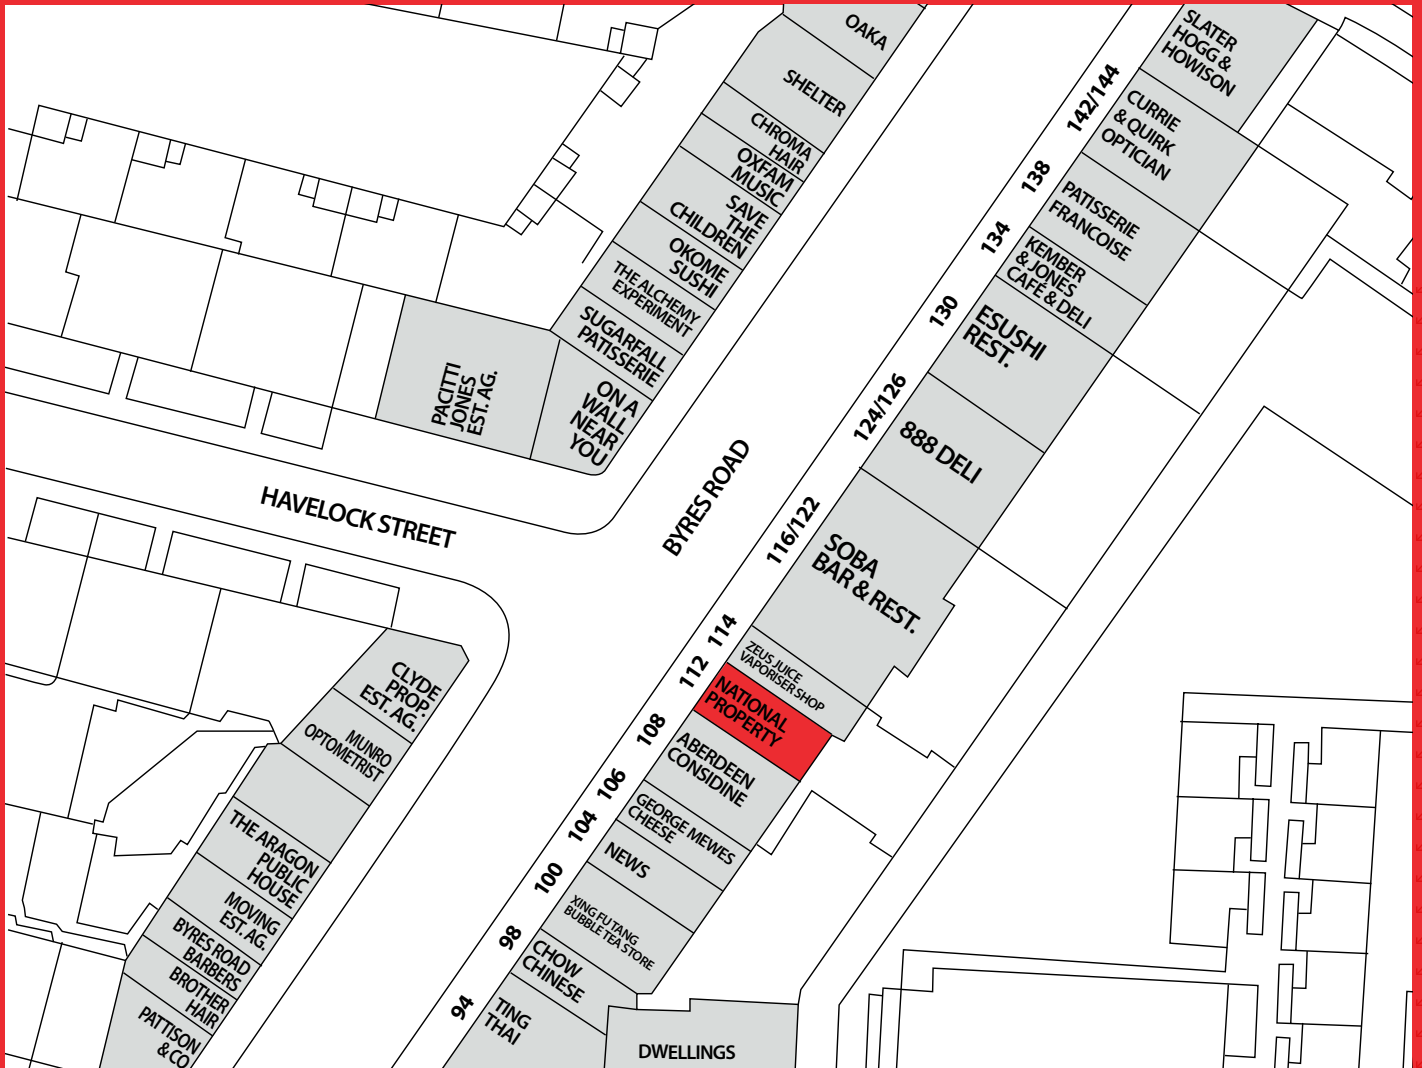 OAKA
SHELTER
CHROMA
HAIR
OXFAM
MUSIC
SAVE
THE
CHILDREN
OKOME
SUSHI
THE ALCHEMY
EXPERIMENT
SUGARFALL
PATISSERIE
ON A
WALL
NEAR
YOU
PACITTI
JONES
EST. AG.
HAVELOCK STREET
BYRES ROAD
CLYDE
PROP.
EST. AG.
MUNRO
OPTOMETRIST
THE ARAGON
PUBLIC
HOUSE
MOVING
EST. AG.
BYRES ROAD
BARBERS
BROTHER
HAIR
PATTISON
& CO
SLATER
HOGG &
HOWISON
142/144
CURRIE
& QUIRK
OPTICIAN
138
PATISSERIE
FRANCOISE
134
KEMBER
& JONES
CAFÉ & DELI
130
ESUSHI
REST.
124/126
888 DELI
116/122
SOBA
BAR & REST.
114
ZEUS JUICE
VAPORISER SHOP
112
NATIONAL
PROPERTY
108
ABERDEEN
CONSIDINE
106
GEORGE MEWES
CHEESE
104
NEWS
100
XING FU TANG
BUBBLE TEA STORE
98
CHOW
CHINESE
94
TING
THAI
DWELLINGS